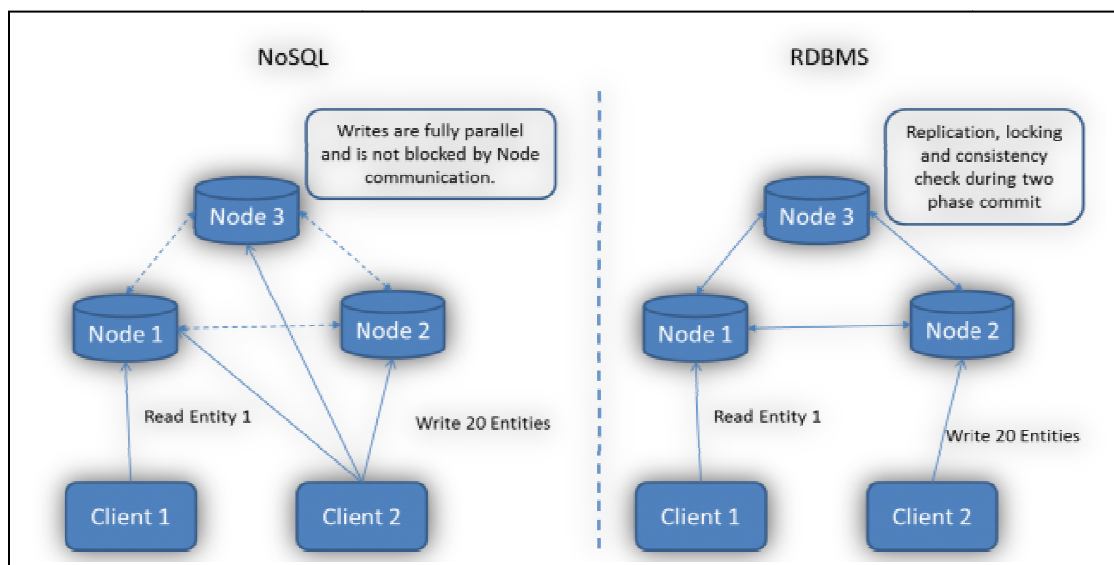 NoSQL
Writes are fully parallel
and is not blocked by Node
communication.
Node 3
Node 1
Node 2
Read Entity 1
Write 20 Entities
Client 1
Client 2
RDBMS
Replication, locking
and consistency
check during two
phase commit
Node 3
Node 1
Node 2
Read Entity 1
Write 20 Entities
Client 1
Client 2